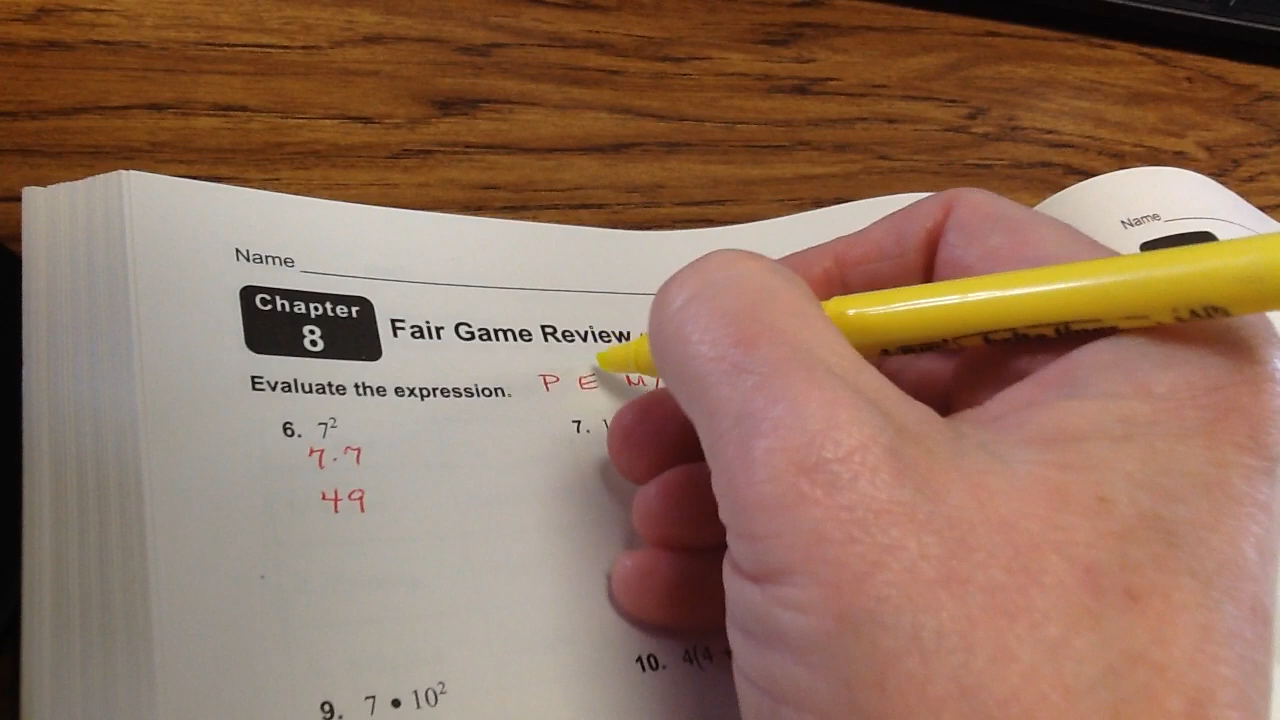 Name
Name
Chapter
8
Fair Game Review
Evaluate the expression.
P E M
6. 7²
7.
7.7
49
10. 4(4
9. 7 • 10²